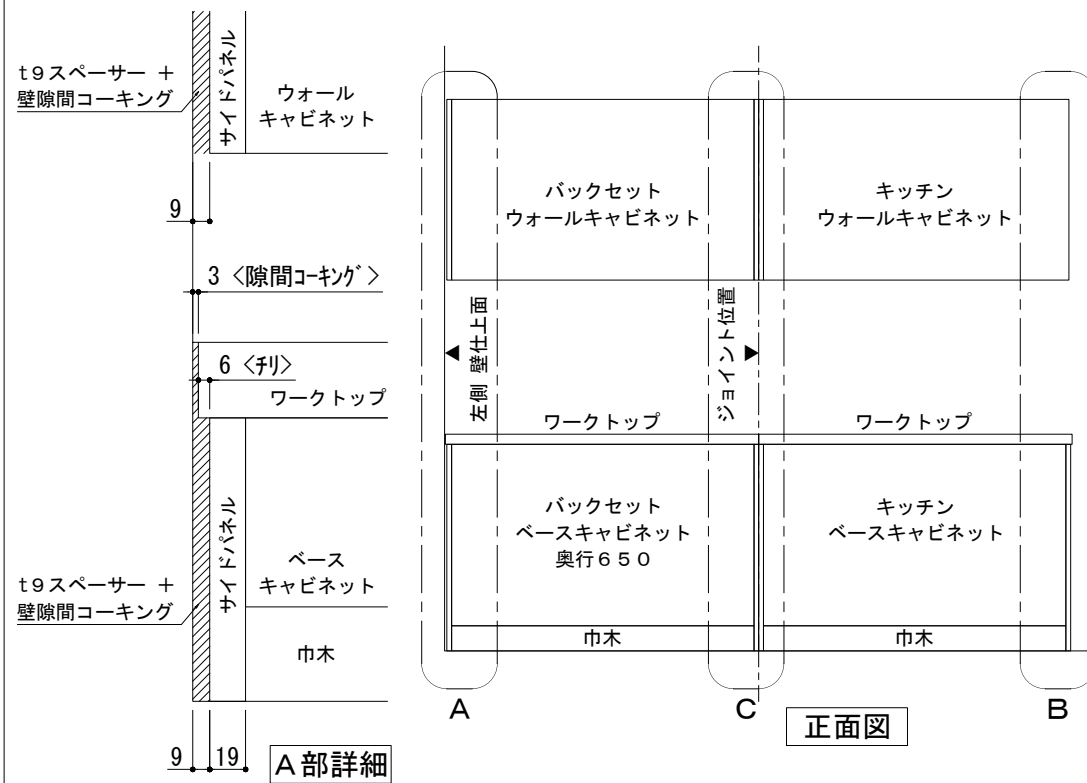 t9スペーサー +
壁隙間コーキング
サイドパネル
ウォール
キャビネット
9
3 <隙間コーキング>
6 <チリ>
ワークトップ
サイドパネル
ベース
キャビネット
t9スペーサー +
壁隙間コーキング
巾木
9
19
A部詳細
バックセット
ウォールキャビネット
キッチン
ウォールキャビネット
左側 壁仕上面
ジョイント位置
ワークトップ
ワークトップ
バックセット
ベースキャビネット
奥行650
キッチン
ベースキャビネット
巾木
巾木
A
C
B
正面図